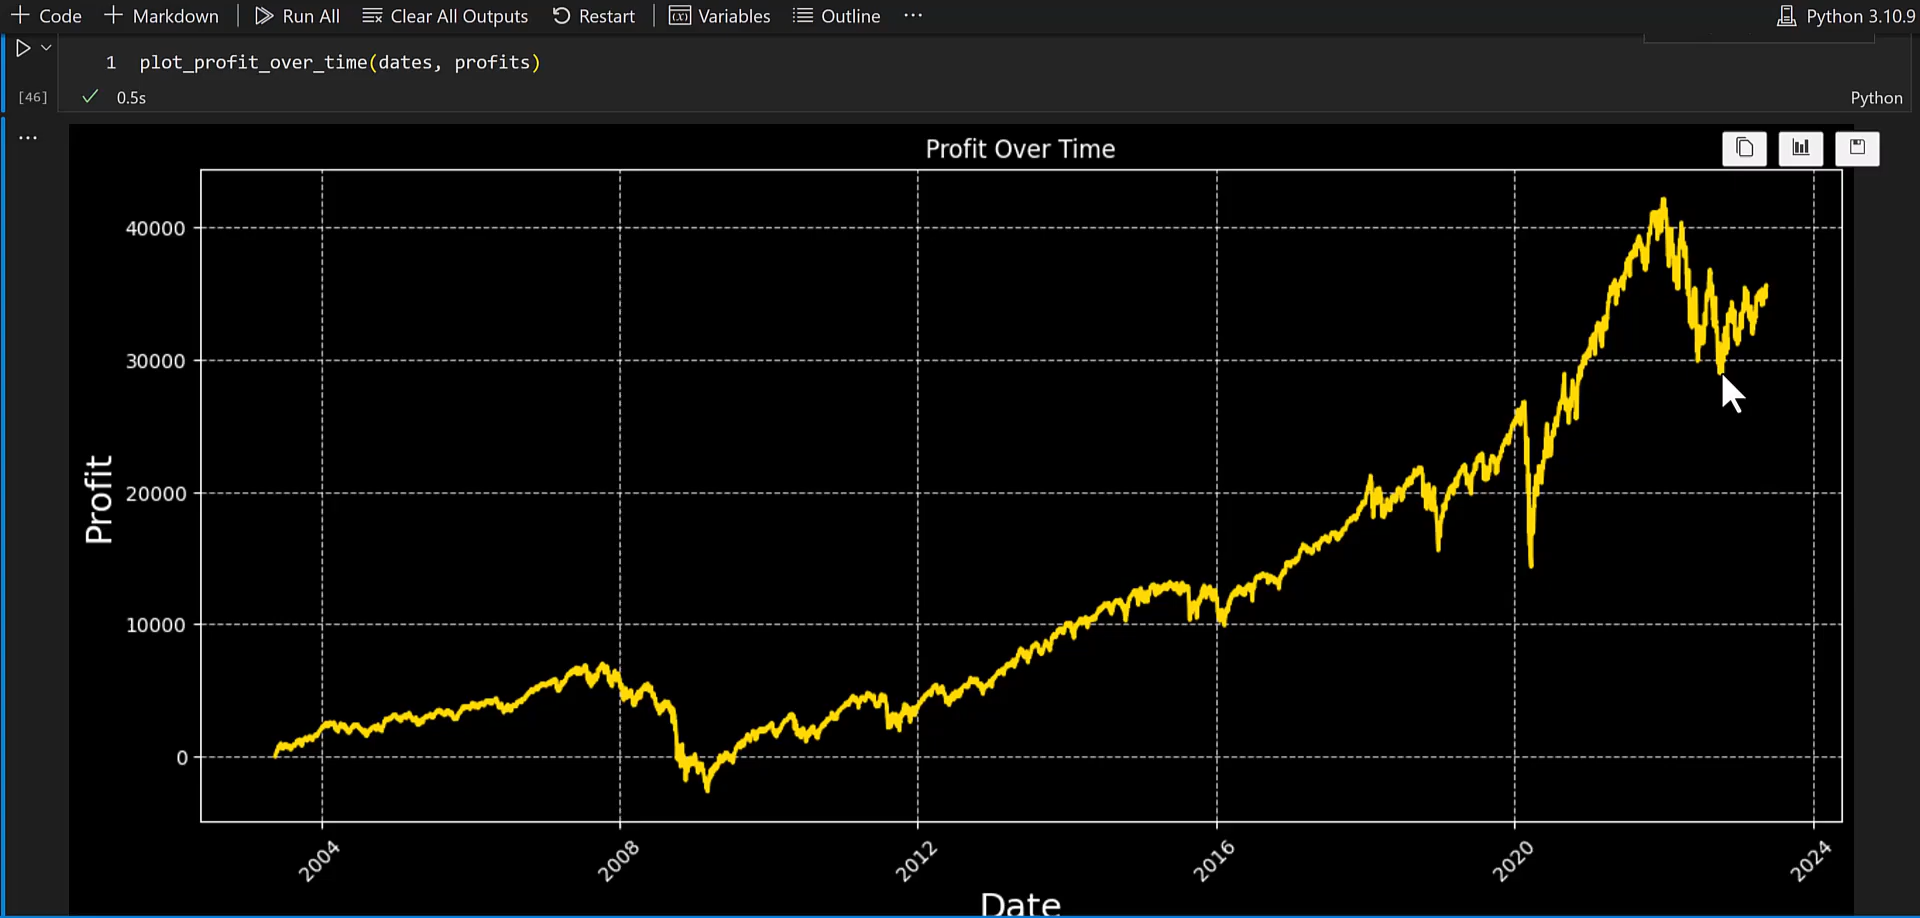 Code Markdown Run All Clear All Outputs Restart Variables Outline ... Python 3.10.9
1 plot_profit_over_time(dates, profits)
[46] 0.5s Python
Profit Over Time
40000
30000
20000
10000
0
Profit
2004 2008 2012 2016 2020 2024
Date